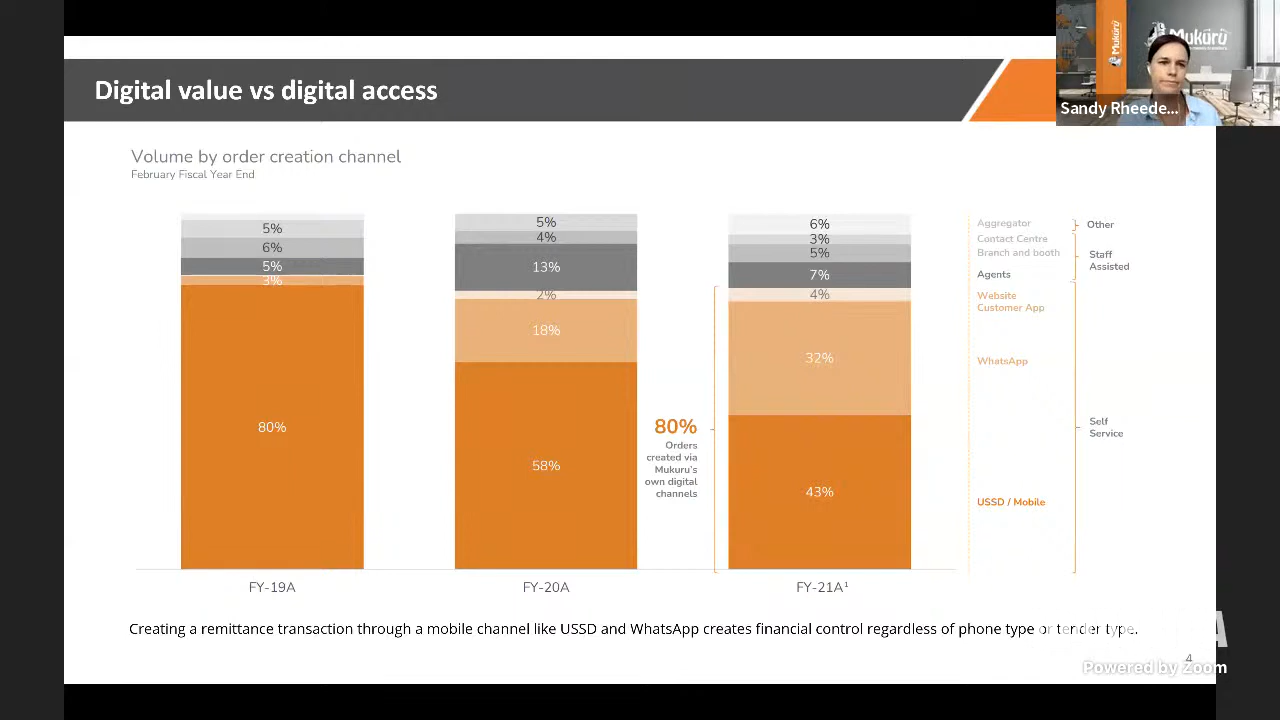 Digital value vs digital access
Mukuru
Mukuru
Sandy Rheede...
Volume by order creation channel
February Fiscal Year End
5%
6%
5%
3%
80%
FY-19A
5%
4%
13%
2%
18%
58%
FY-20A
80%
Orders
created via
Mukuru's
own digital
channels
6%
3%
5%
7%
4%
32%
43%
FY-21A¹
Aggregator
Contact Centre
Branch and booth
Agents
Website
Customer App
WhatsApp
USSD / Mobile
Other
Staff
Assisted
Self
Service
Creating a remittance transaction through a mobile channel like USSD and WhatsApp creates financial control regardless of phone type or tender type.
4
Powered by Zoom